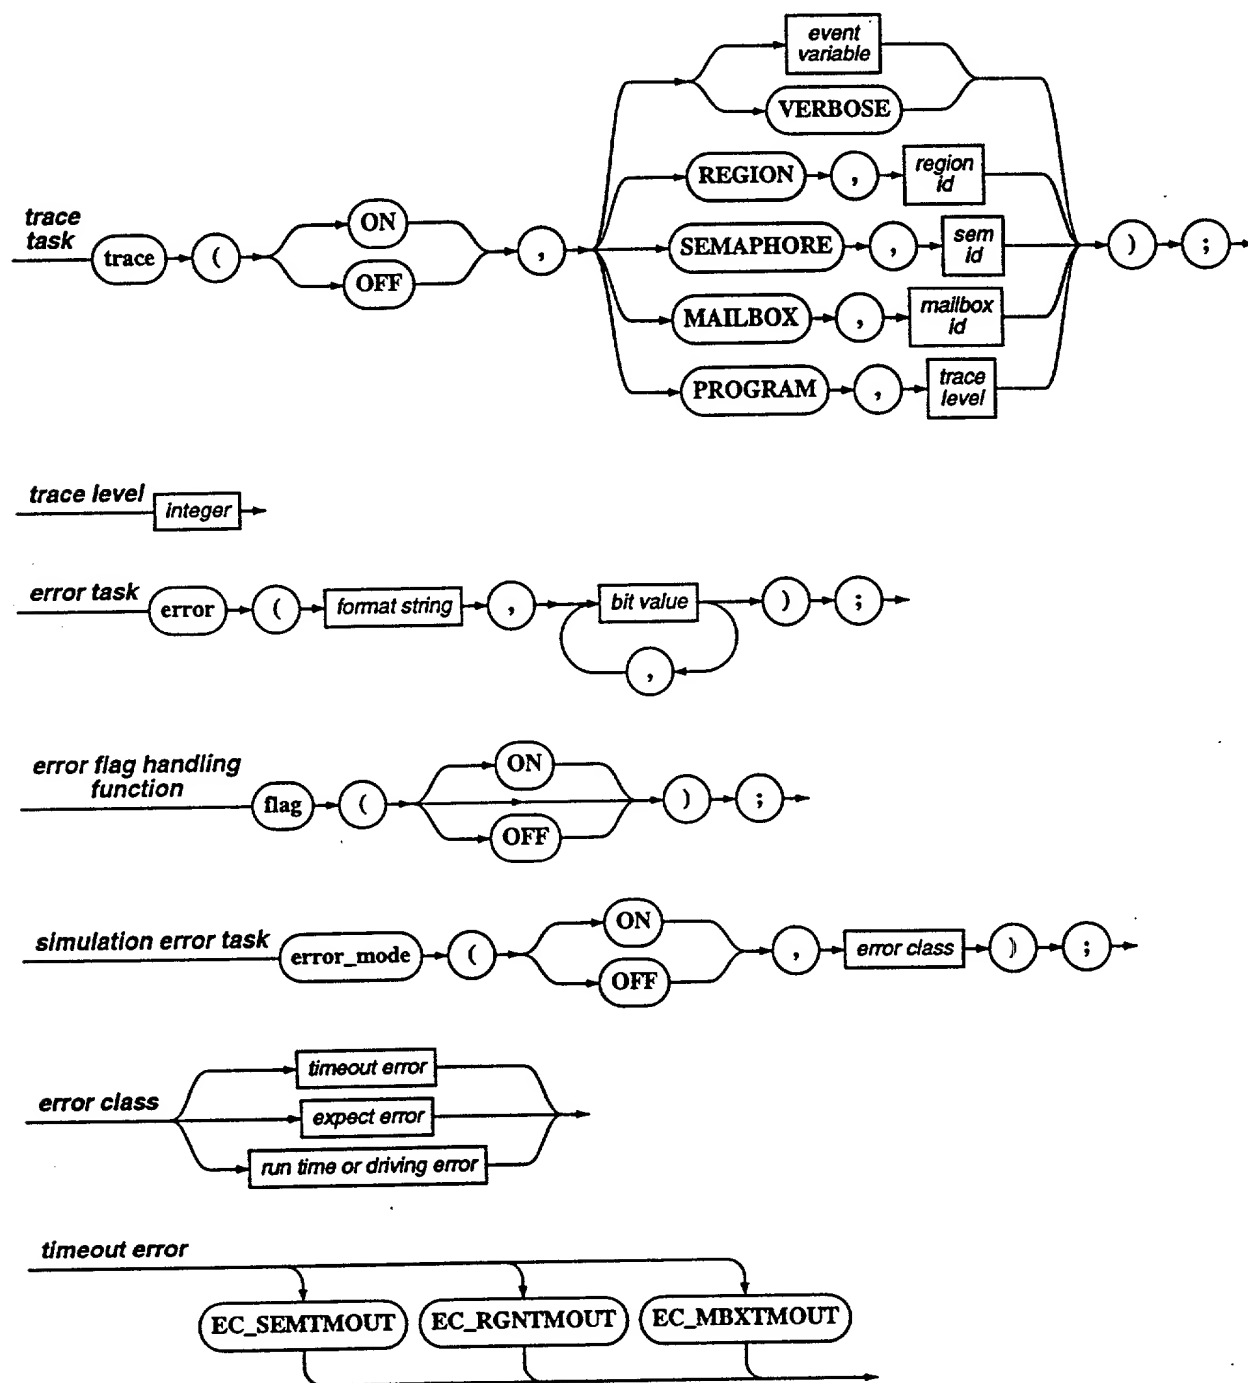 event
variable
VERBOSE
REGION , region
id
trace
task
trace ( ON
OFF , SEMAPHORE , sem
id ) ;
MAILBOX , mailbox
id
PROGRAM , trace
level
trace level integer
error task error ( format string , bit value ) ;
,
error flag handling
function
flag ( ON
OFF ) ;
simulation error task error_mode ( ON
OFF , error class ) ;
error class
timeout error
expect error
run time or driving error
timeout error
EC_SEMTMOUT EC_RGNTMOUT EC_MBXTMOUT